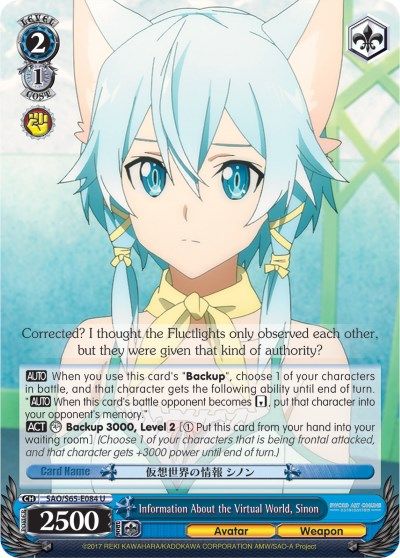 LEVEL
2
1
COST
Corrected? I thought the Fluctlights only observed each other,
but they were given that kind of authority?
AUTO When you use this card's "Backup", choose 1 of your characters
in battle, and that character gets the following ability until end of turn.
"AUTO When this card's battle opponent becomes [▼], put that character into
your opponent's memory."
ACT Backup 3000, Level 2 [① Put this card from your hand into your
waiting room] (Choose 1 of your characters that is being frontal attacked,
and that character gets +3000 power until end of turn.)
Card Name 仮想世界の情報 シノン
CH SAO/S65-E084 U
Information About the Virtual World, Sinon
SWORD ART ONLINE
2500
Avatar Weapon
©2017 REKI KAWAHARA/KADOKAWA CORPORATION AMW/SAO-A Project